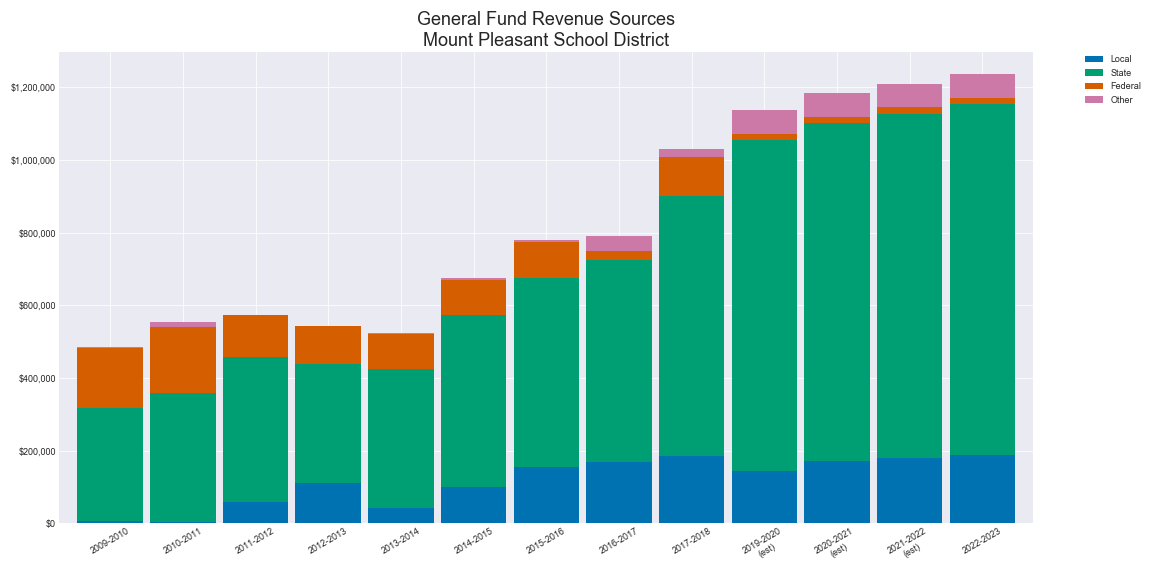 General Fund Revenue Sources
Mount Pleasant School District
Local
State
Federal
Other
$1,200,000
$1,000,000
$800,000
$600,000
$400,000
$200,000
$0
2009-2010
2010-2011
2011-2012
2012-2013
2013-2014
2014-2015
2015-2016
2016-2017
2017-2018
2019-2020
(est)
2020-2021
(est)
2021-2022
(est)
2022-2023